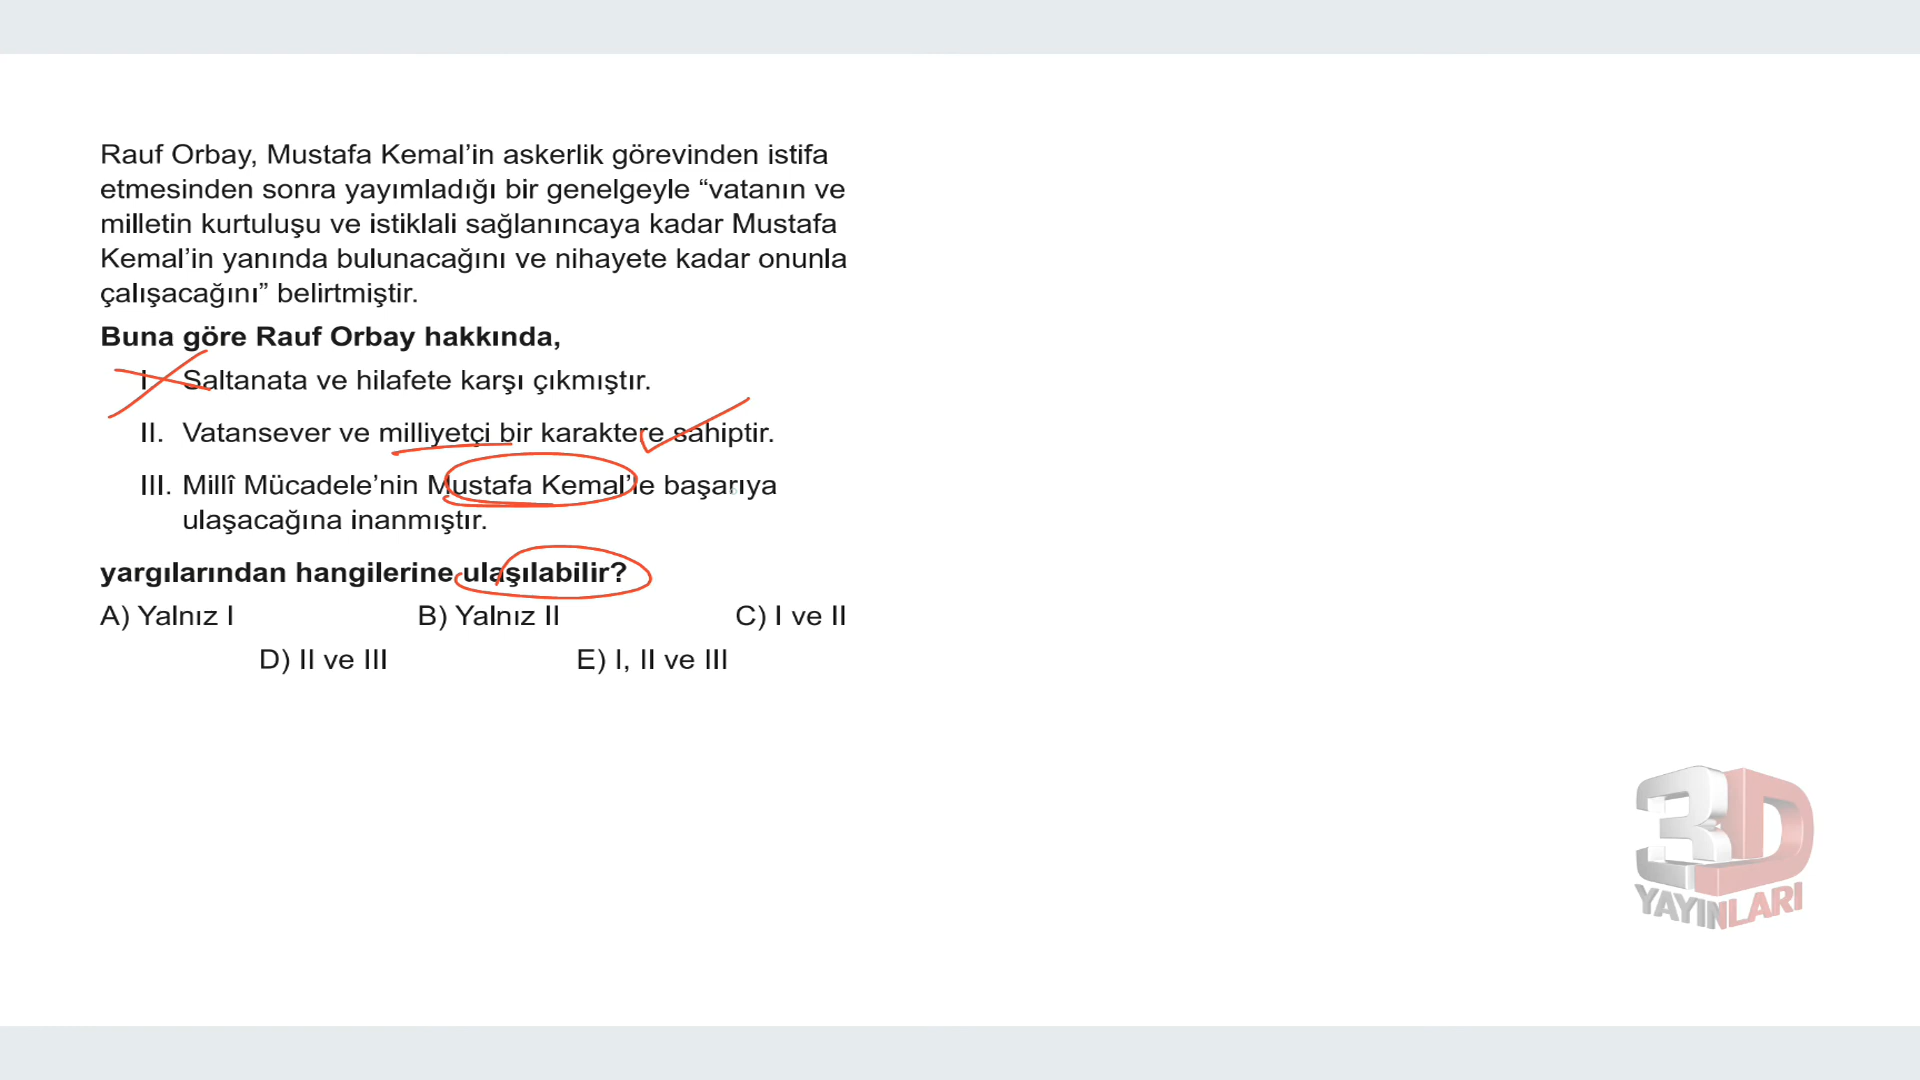 Rauf Orbay, Mustafa Kemal’in askerlik görevinden istifa
etmesinden sonra yayımladığı bir genelgeyle “vatanın ve
milletin kurtuluşu ve istiklali sağlanıncaya kadar Mustafa
Kemal’in yanında bulunacağını ve nihayete kadar onunla
çalışacağını” belirtmiştir.
Buna göre Rauf Orbay hakkında,
I. Saltanata ve hilafete karşı çıkmıştır.
II. Vatansever ve milliyetçi bir karaktere sahiptir.
III. Millî Mücadele’nin Mustafa Kemal’le başarıya
ulaşacağına inanmıştır.
yargılarından hangilerine ulaşılabilir?
A) Yalnız I B) Yalnız II C) I ve II
D) II ve III E) I, II ve III
3D
YAYINLARI